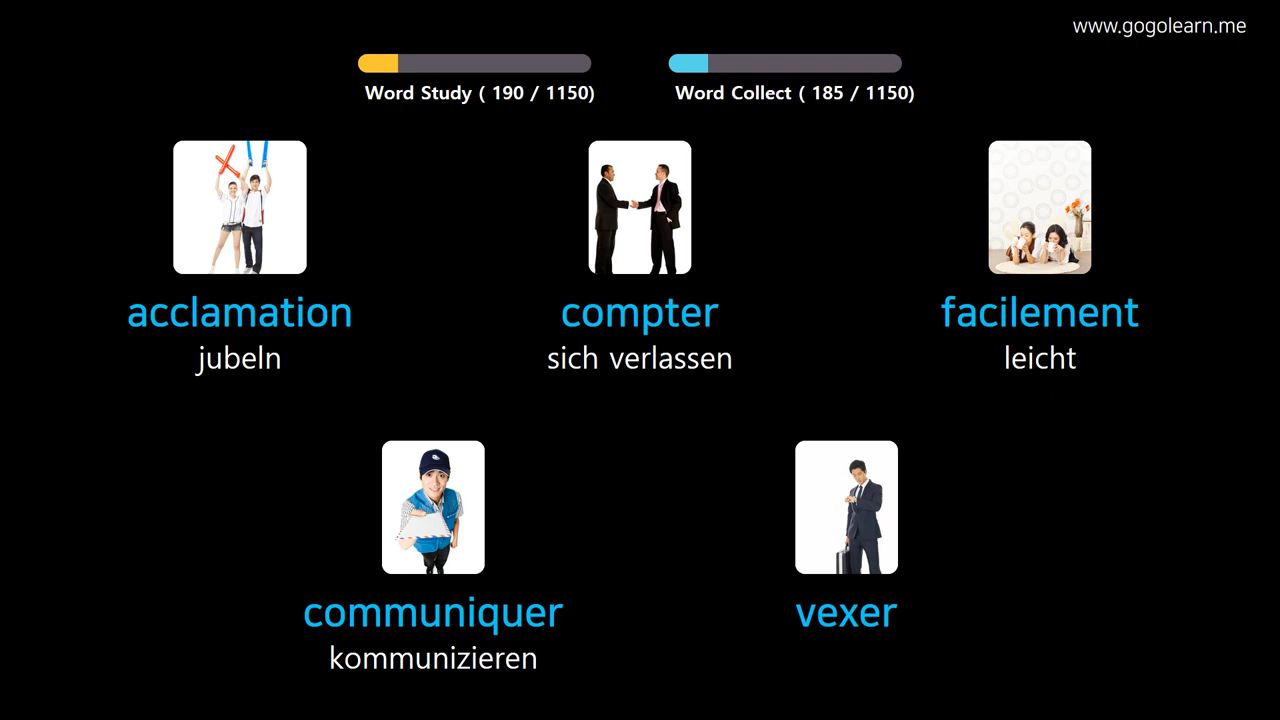 www.gogolearn.me
Word Study ( 190 / 1150)
Word Collect ( 185 / 1150)
acclamation
jubeln
compter
sich verlassen
facilement
leicht
communiquer
kommunizieren
vexer